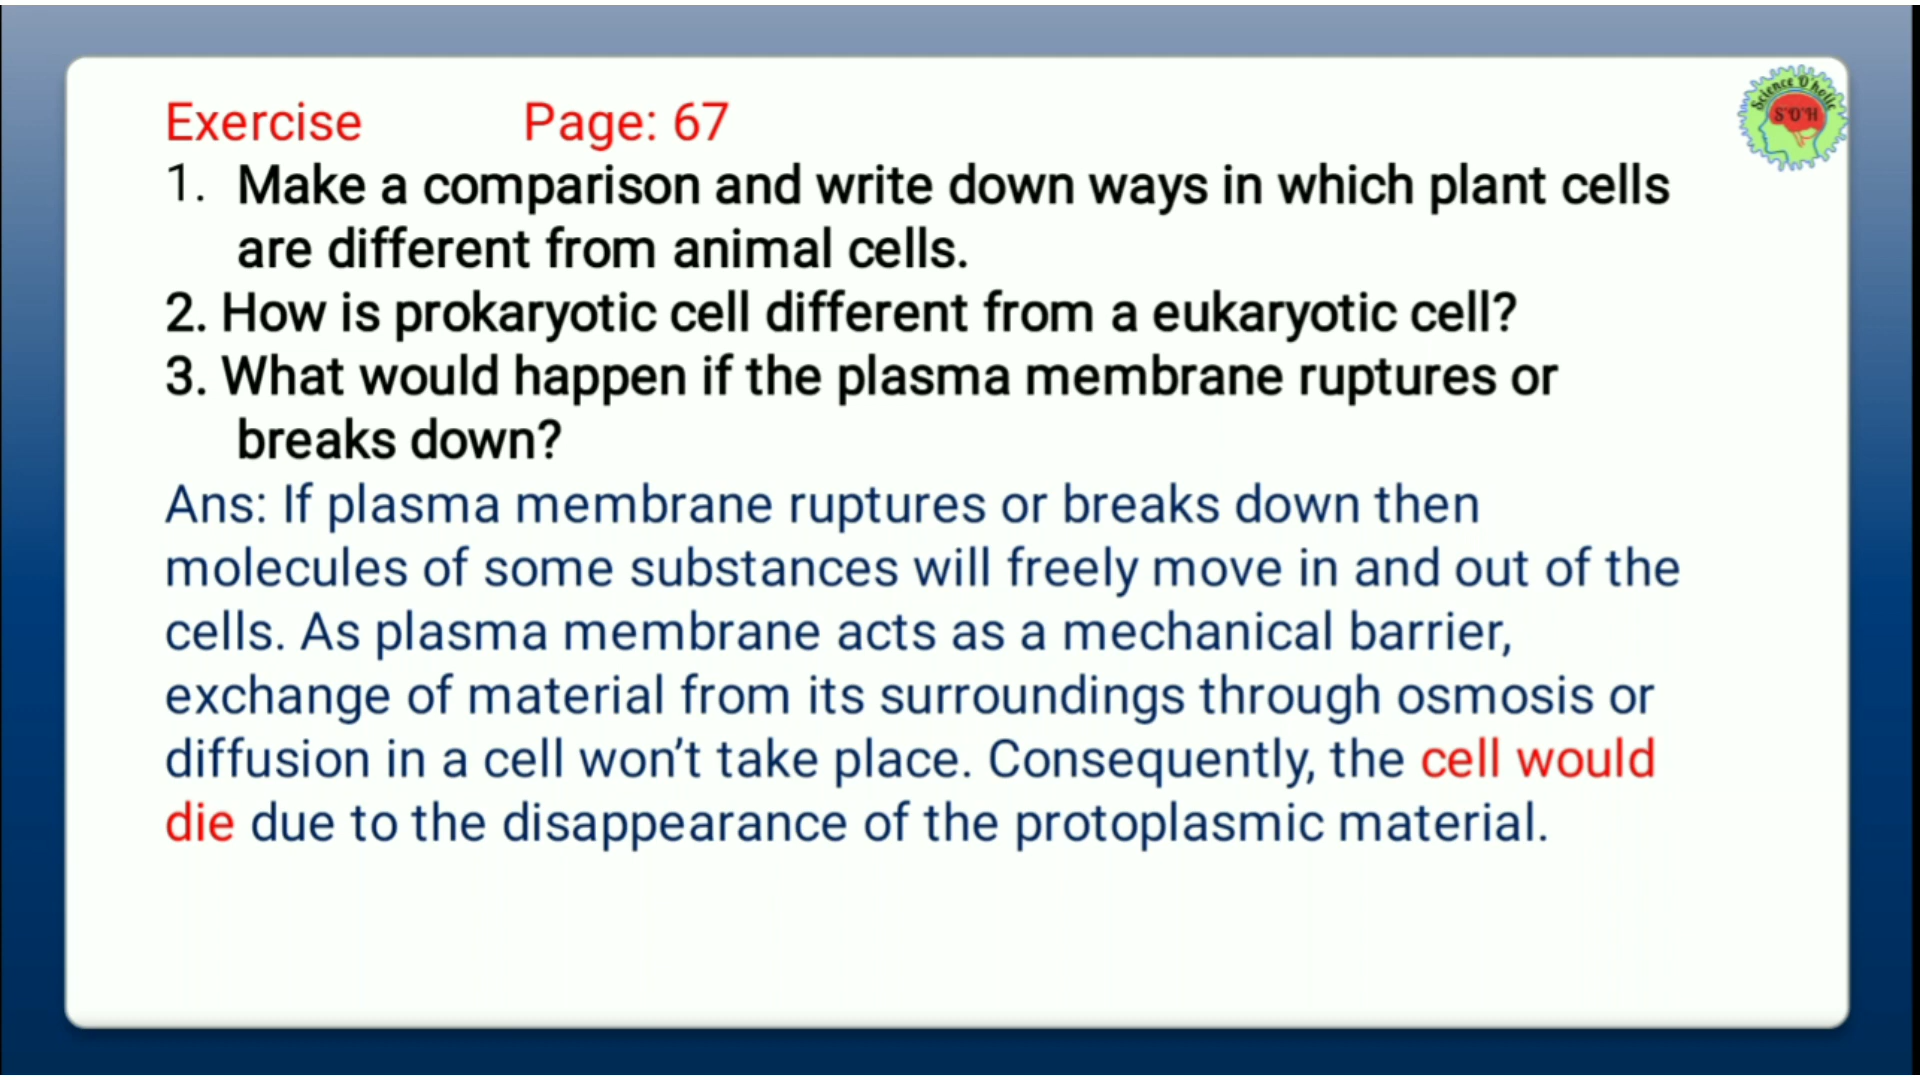 Exercise Page: 67
Science O'holic
S'O'H
1. Make a comparison and write down ways in which plant cells
are different from animal cells.
2. How is prokaryotic cell different from a eukaryotic cell?
3. What would happen if the plasma membrane ruptures or
breaks down?
Ans: If plasma membrane ruptures or breaks down then
molecules of some substances will freely move in and out of the
cells. As plasma membrane acts as a mechanical barrier,
exchange of material from its surroundings through osmosis or
diffusion in a cell won’t take place. Consequently, the cell would
die due to the disappearance of the protoplasmic material.